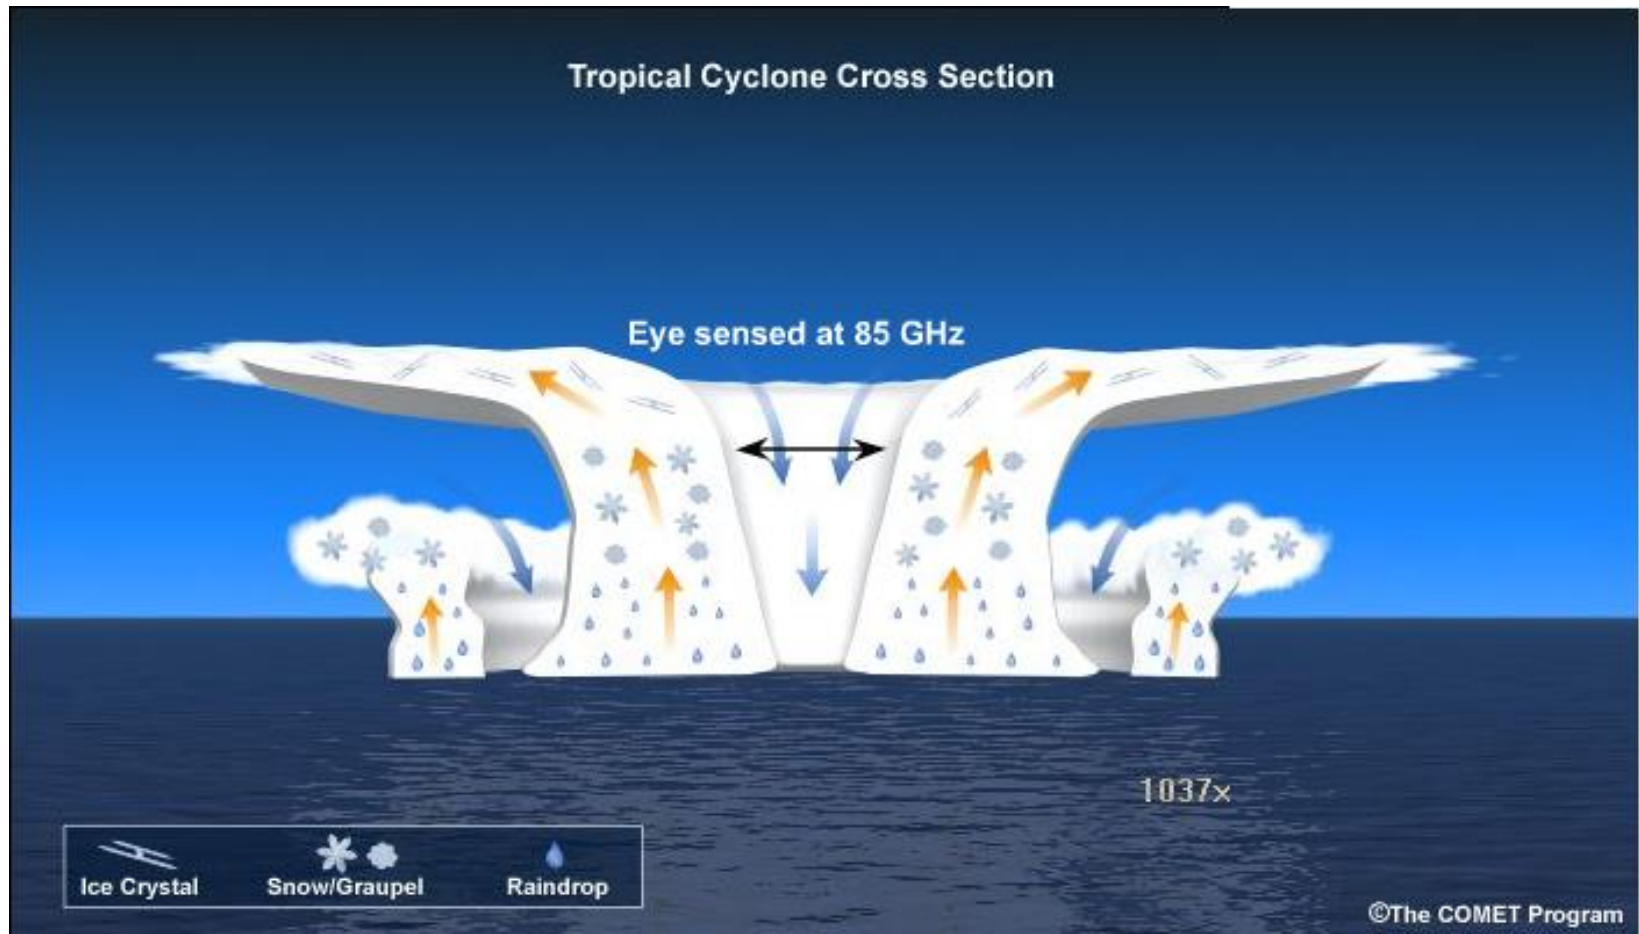 Tropical Cyclone Cross Section
Eye sensed at 85 GHz
1037x
Ice Crystal
Snow/Graupel
Raindrop
©The COMET Program